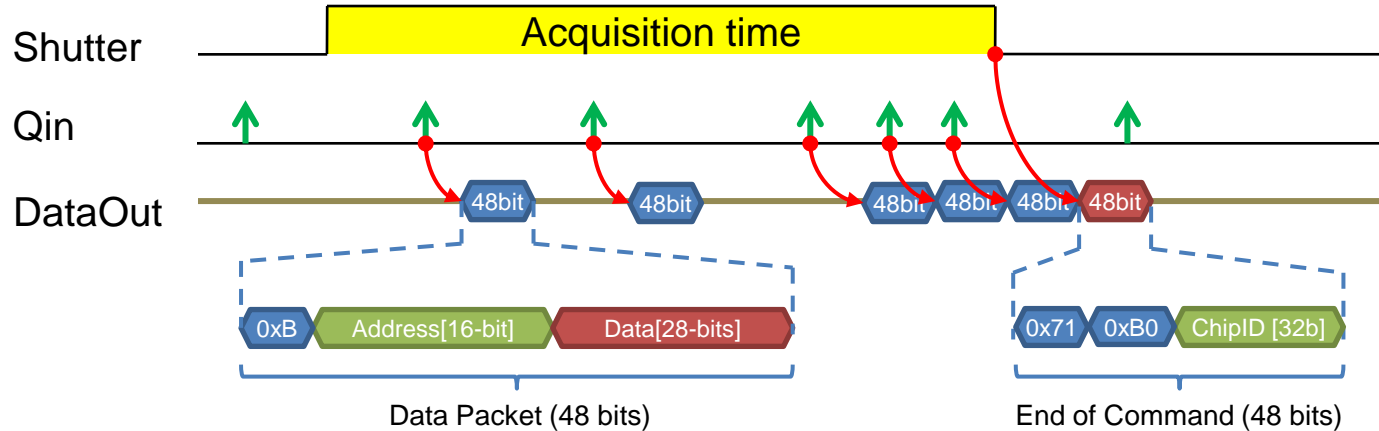 Acquisition time
Shutter
Qin
DataOut
48bit 48bit 48bit 48bit 48bit 48bit
0xB Address[16-bit] Data[28-bits] 0x71 0xB0 ChipID [32b]
Data Packet (48 bits) End of Command (48 bits)